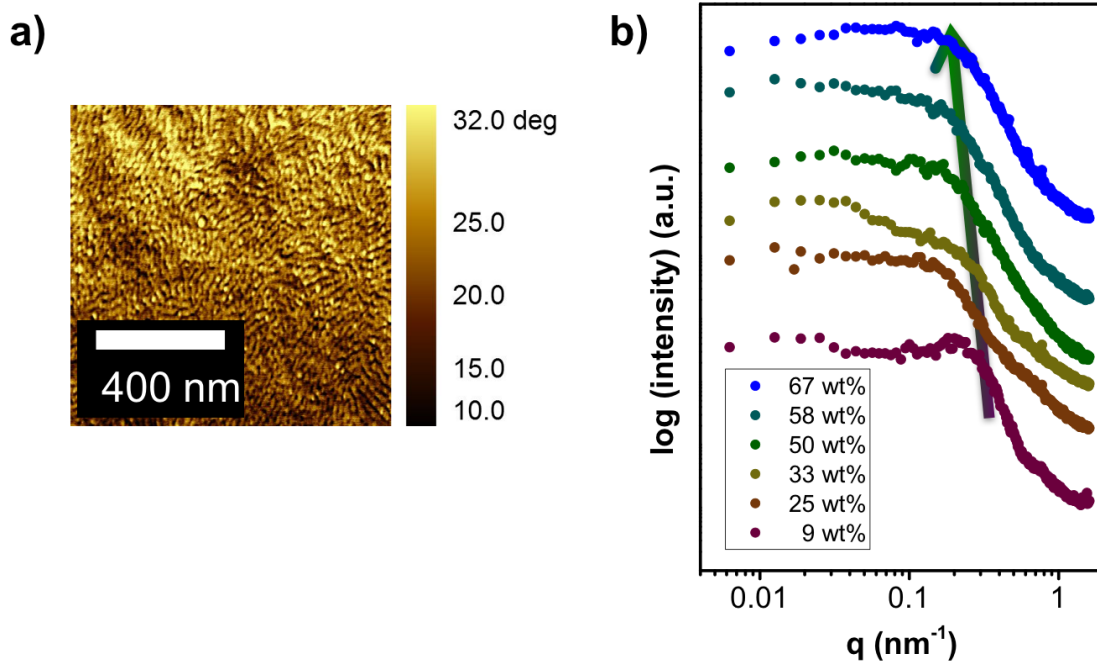 a)
32.0 deg
25.0
20.0
15.0
10.0
400 nm
b)
log (intensity) (a.u.)
67 wt%
58 wt%
50 wt%
33 wt%
25 wt%
9 wt%
0.01 0.1 1
q (nm⁻¹)